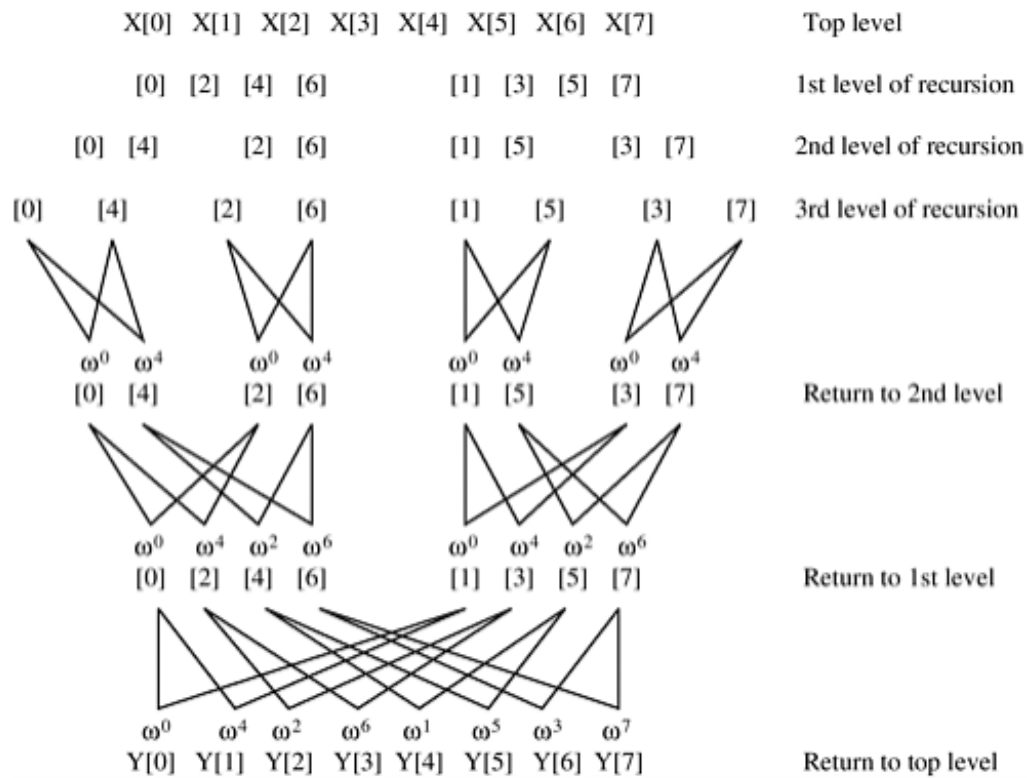 X[0] X[1] X[2] X[3] X[4] X[5] X[6] X[7] Top level
[0] [2] [4] [6] [1] [3] [5] [7] 1st level of recursion
[0] [4] [2] [6] [1] [5] [3] [7] 2nd level of recursion
[0] [4] [2] [6] [1] [5] [3] [7] 3rd level of recursion
ω⁰ ω⁴ ω⁰ ω⁴ ω⁰ ω⁴ ω⁰ ω⁴
[0] [4] [2] [6] [1] [5] [3] [7] Return to 2nd level
ω⁰ ω⁴ ω² ω⁶ ω⁰ ω⁴ ω² ω⁶
[0] [2] [4] [6] [1] [3] [5] [7] Return to 1st level
ω⁰ ω⁴ ω² ω⁶ ω¹ ω⁵ ω³ ω⁷
Y[0] Y[1] Y[2] Y[3] Y[4] Y[5] Y[6] Y[7] Return to top level